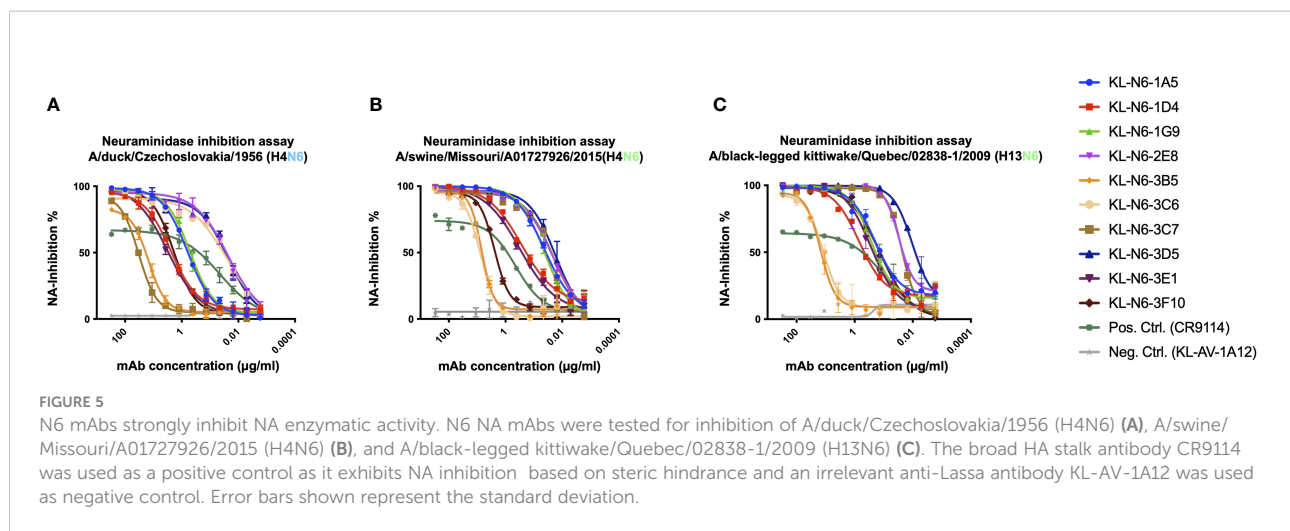 A
Neuraminidase inhibition assay
A/duck/Czechoslovakia/1956 (H4N6)
NA-Inhibition %
100
50
0
100
1
0.01
0.0001
mAb concentration (µg/ml)
B
Neuraminidase inhibition assay
A/swine/Missouri/A01727926/2015(H4N6)
NA-Inhibition %
100
50
0
100
1
0.01
0.0001
mAb concentration (µg/ml)
C
Neuraminidase inhibition assay
A/black-legged kittiwake/Quebec/02838-1/2009 (H13N6)
NA-Inhibition %
100
50
0
100
1
0.01
0.0001
mAb concentration (µg/ml)
KL-N6-1A5
KL-N6-1D4
KL-N6-1G9
KL-N6-2E8
KL-N6-3B5
KL-N6-3C6
KL-N6-3C7
KL-N6-3D5
KL-N6-3E1
KL-N6-3F10
Pos. Ctrl. (CR9114)
Neg. Ctrl. (KL-AV-1A12)
FIGURE 5
N6 mAbs strongly inhibit NA enzymatic activity. N6 NA mAbs were tested for inhibition of A/duck/Czechoslovakia/1956 (H4N6) (A), A/swine/
Missouri/A01727926/2015 (H4N6) (B), and A/black-legged kittiwake/Quebec/02838-1/2009 (H13N6) (C). The broad HA stalk antibody CR9114
was used as a positive control as it exhibits NA inhibition based on steric hindrance and an irrelevant anti-Lassa antibody KL-AV-1A12 was used
as negative control. Error bars shown represent the standard deviation.